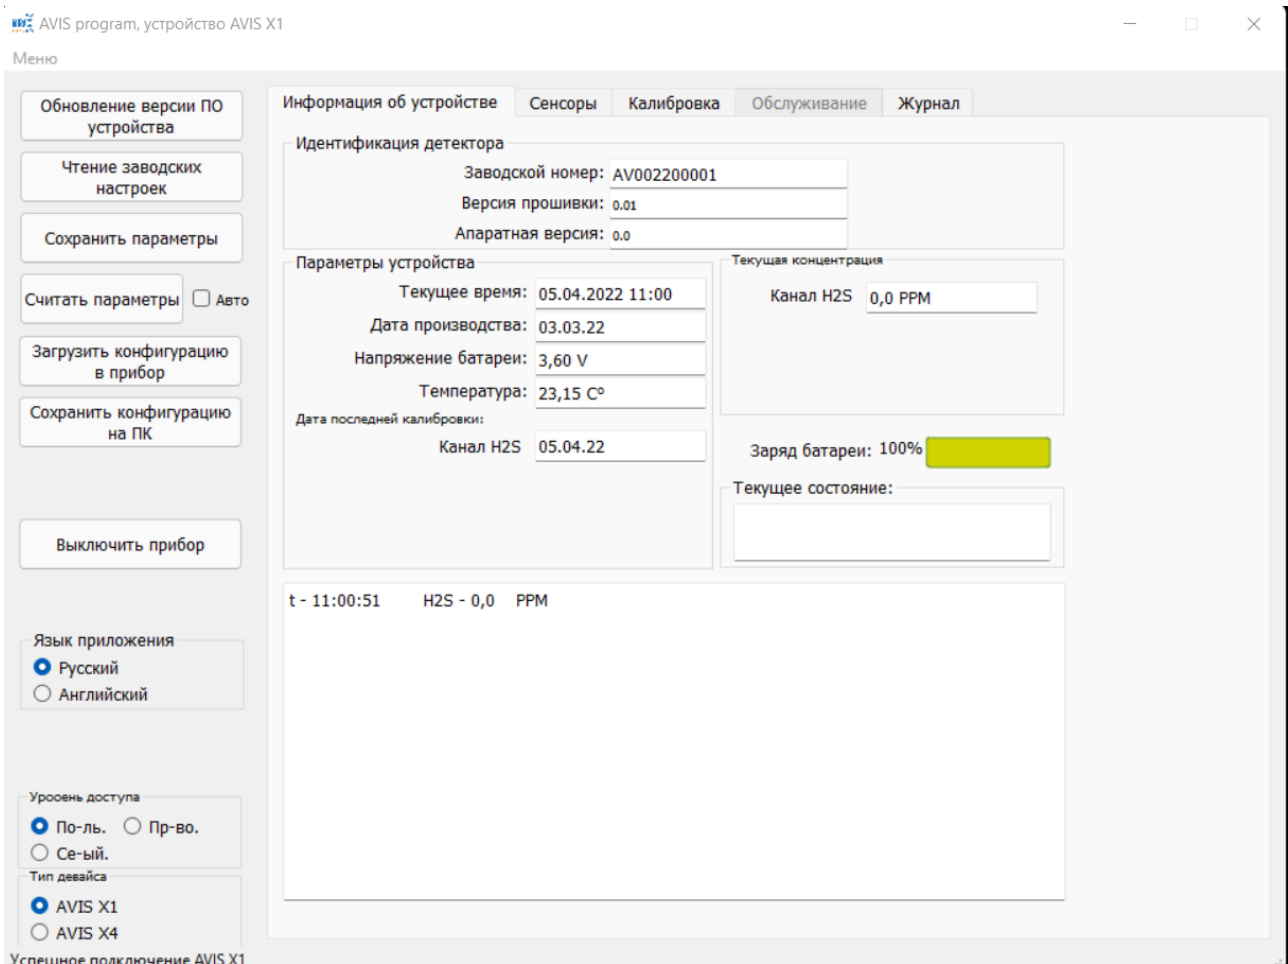 AVIS program, устройство AVIS X1
Меню
Обновление версии ПО
устройства
Чтение заводских
настроек
Сохранить параметры
Считать параметры
Авто
Загрузить конфигурацию
в прибор
Сохранить конфигурацию
на ПК
Выключить прибор
Язык приложения
Русский
Английский
Урооень доступа
По-ль.
Пр-во.
Се-ый.
Тип девайса
AVIS X1
AVIS X4
Успешное подключение AVIS X1
Информация об устройстве
Сенсоры
Калибровка
Обслуживание
Журнал
Идентификация детектора
Заводской номер: AV002200001
Версия прошивки: 0.01
Апаратная версия: 0.0
Параметры устройства
Текущее время: 05.04.2022 11:00
Дата производства: 03.03.22
Напряжение батареи: 3,60 V
Температура: 23,15 Cº
Дата последней калибровки:
Канал H2S 05.04.22
Текущая концентрация
Канал H2S 0,0 PPM
Заряд батареи: 100%
Текущее состояние:
t - 11:00:51 H2S - 0,0 PPM